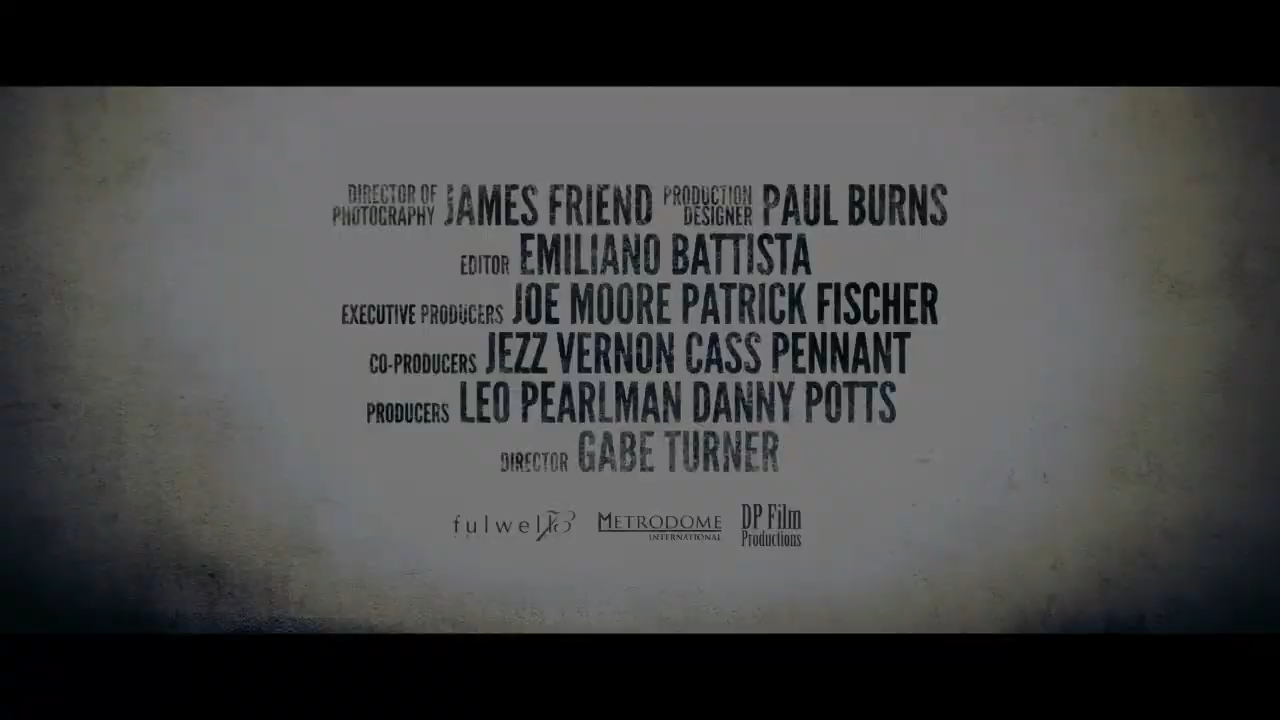 DIRECTOR OF PHOTOGRAPHY JAMES FRIEND PRODUCTION DESIGNER PAUL BURNS
EDITOR EMILIANO BATTISTA
EXECUTIVE PRODUCERS JOE MOORE PATRICK FISCHER
CO-PRODUCERS JEZZ VERNON CASS PENNANT
PRODUCERS LEO PEARLMAN DANNY POTTS
DIRECTOR GABE TURNER
fulwell73 METRODOME INTERNATIONAL DP Film Productions